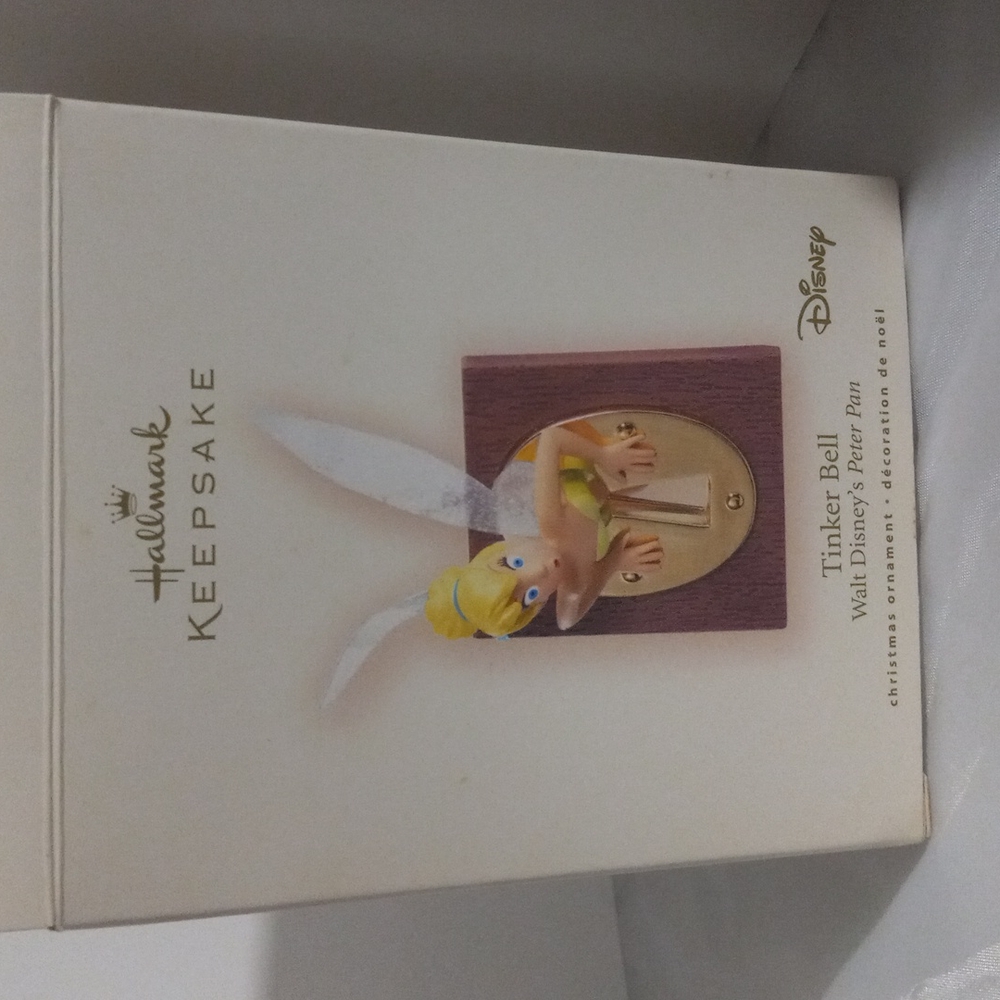 Hallmark
KEEPSAKE
Disney
Tinker Bell
Walt Disney's Peter Pan
christmas ornament • décoration de noël